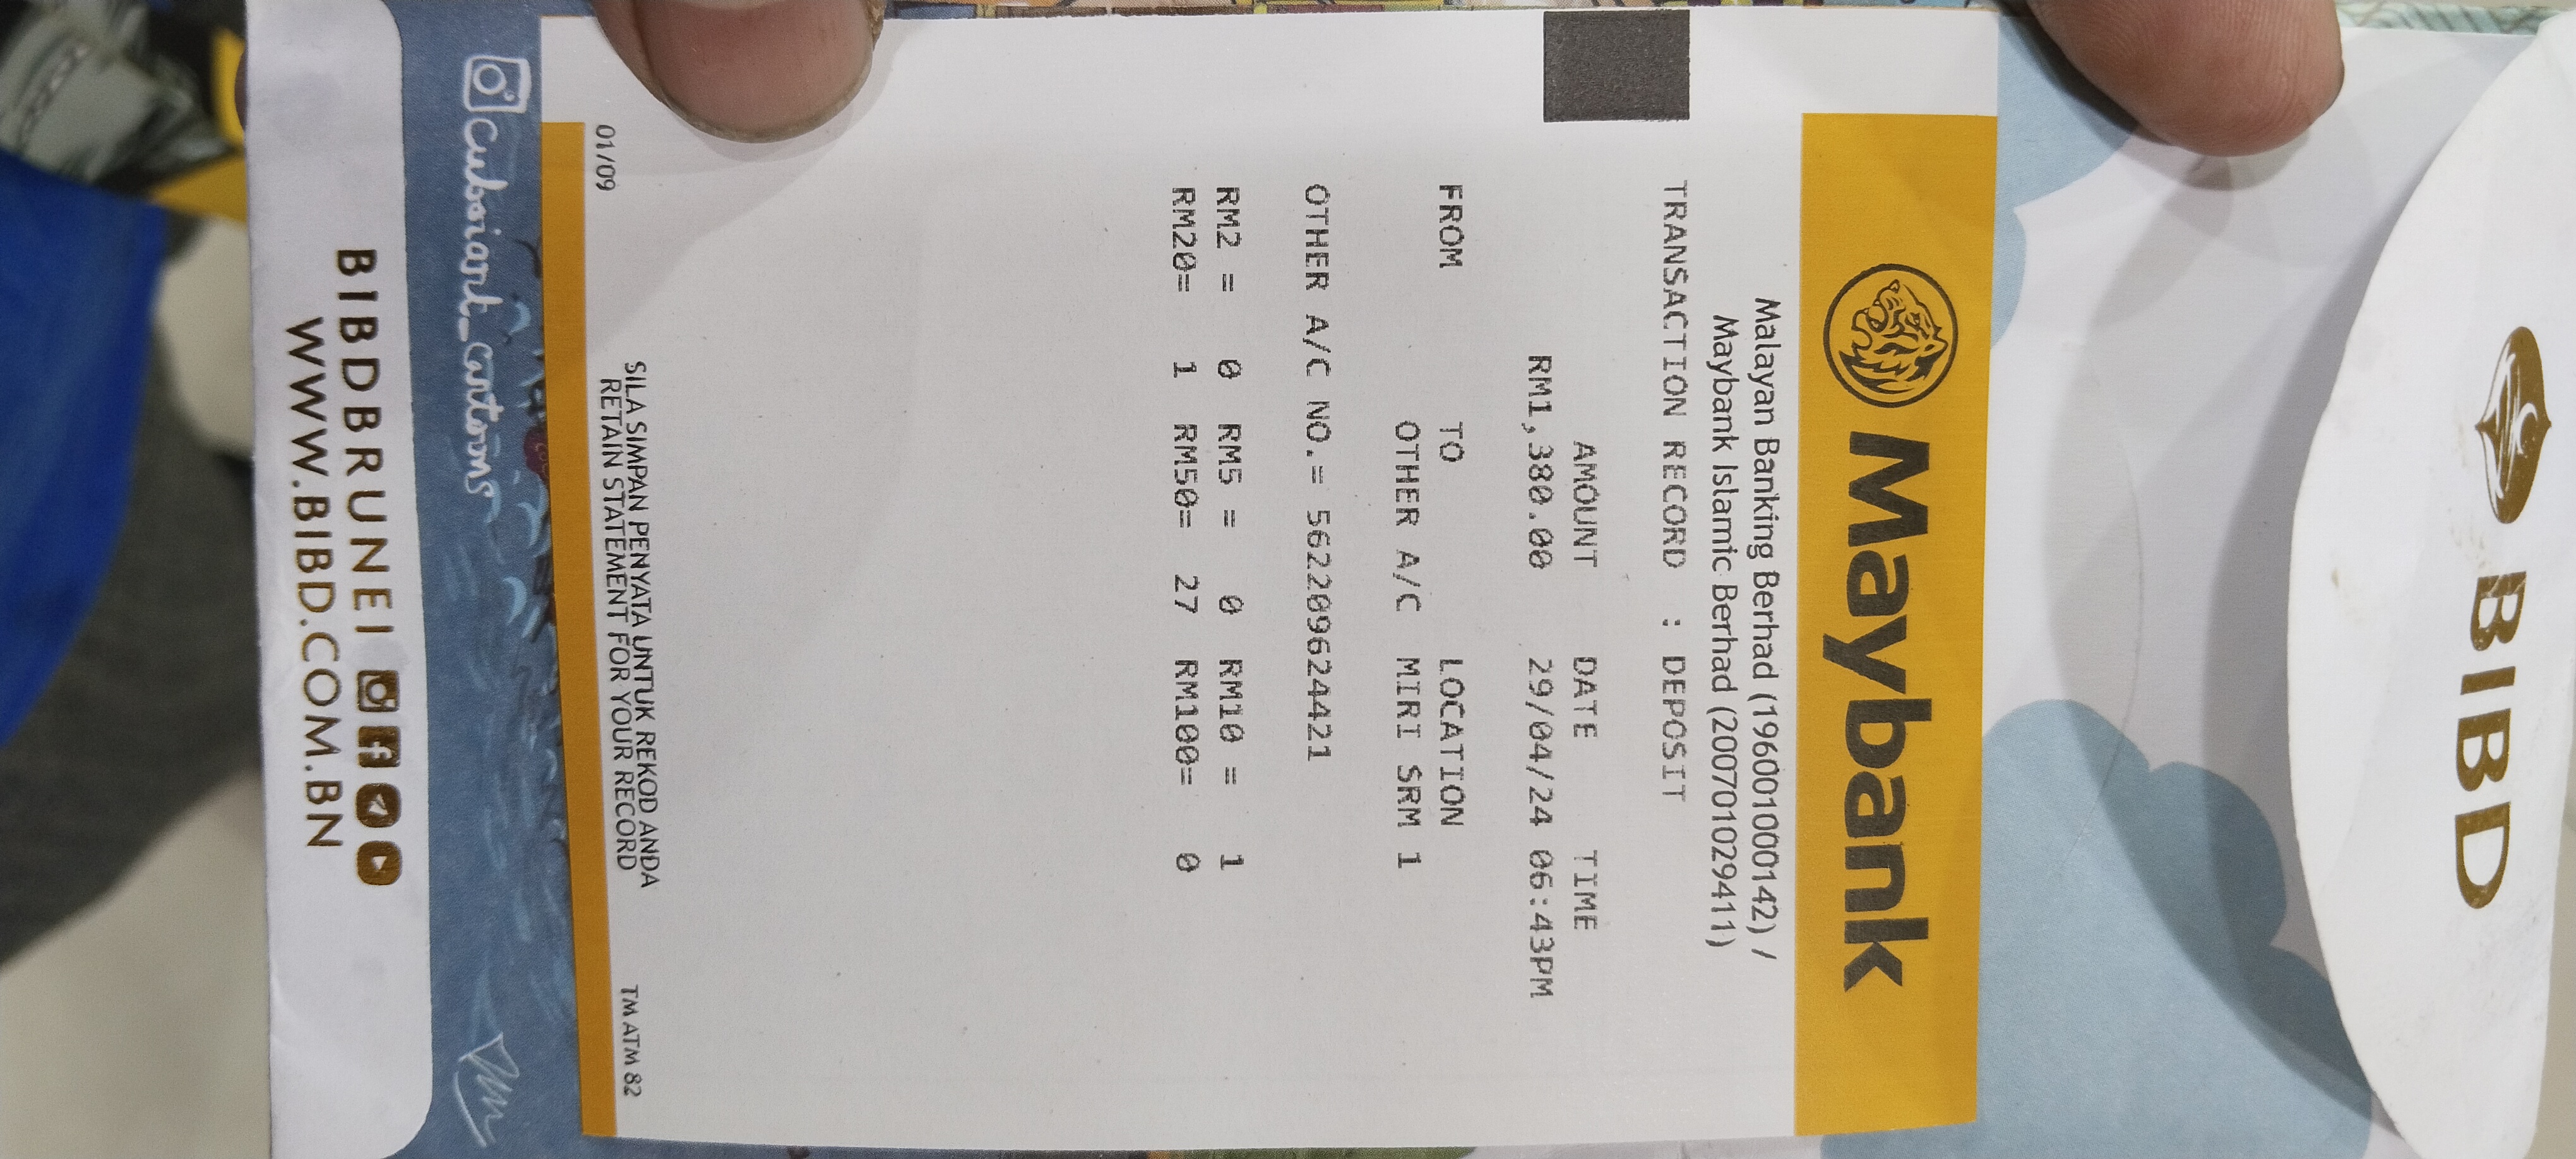 BIBD
Maybank
Malayan Banking Berhad (196001000142) /
Maybank Islamic Berhad (200701029411)
TRANSACTION RECORD : DEPOSIT
AMOUNT DATE TIME
RM1,380.00 29/04/24 06:43PM
FROM TO LOCATION
OTHER A/C MIRI SRM 1
OTHER A/C NO.= 562209624421
RM2 = 0 RM5 = 0 RM10 = 1
RM20= 1 RM50= 27 RM100= 0
SILA SIMPAN PENYATA UNTUK REKOD ANDA
RETAIN STATEMENT FOR YOUR RECORD
TM ATM 82
01/09
Cuboiart_cartoons
BIBDBRUNEI
WWW.BIBD.COM.BN